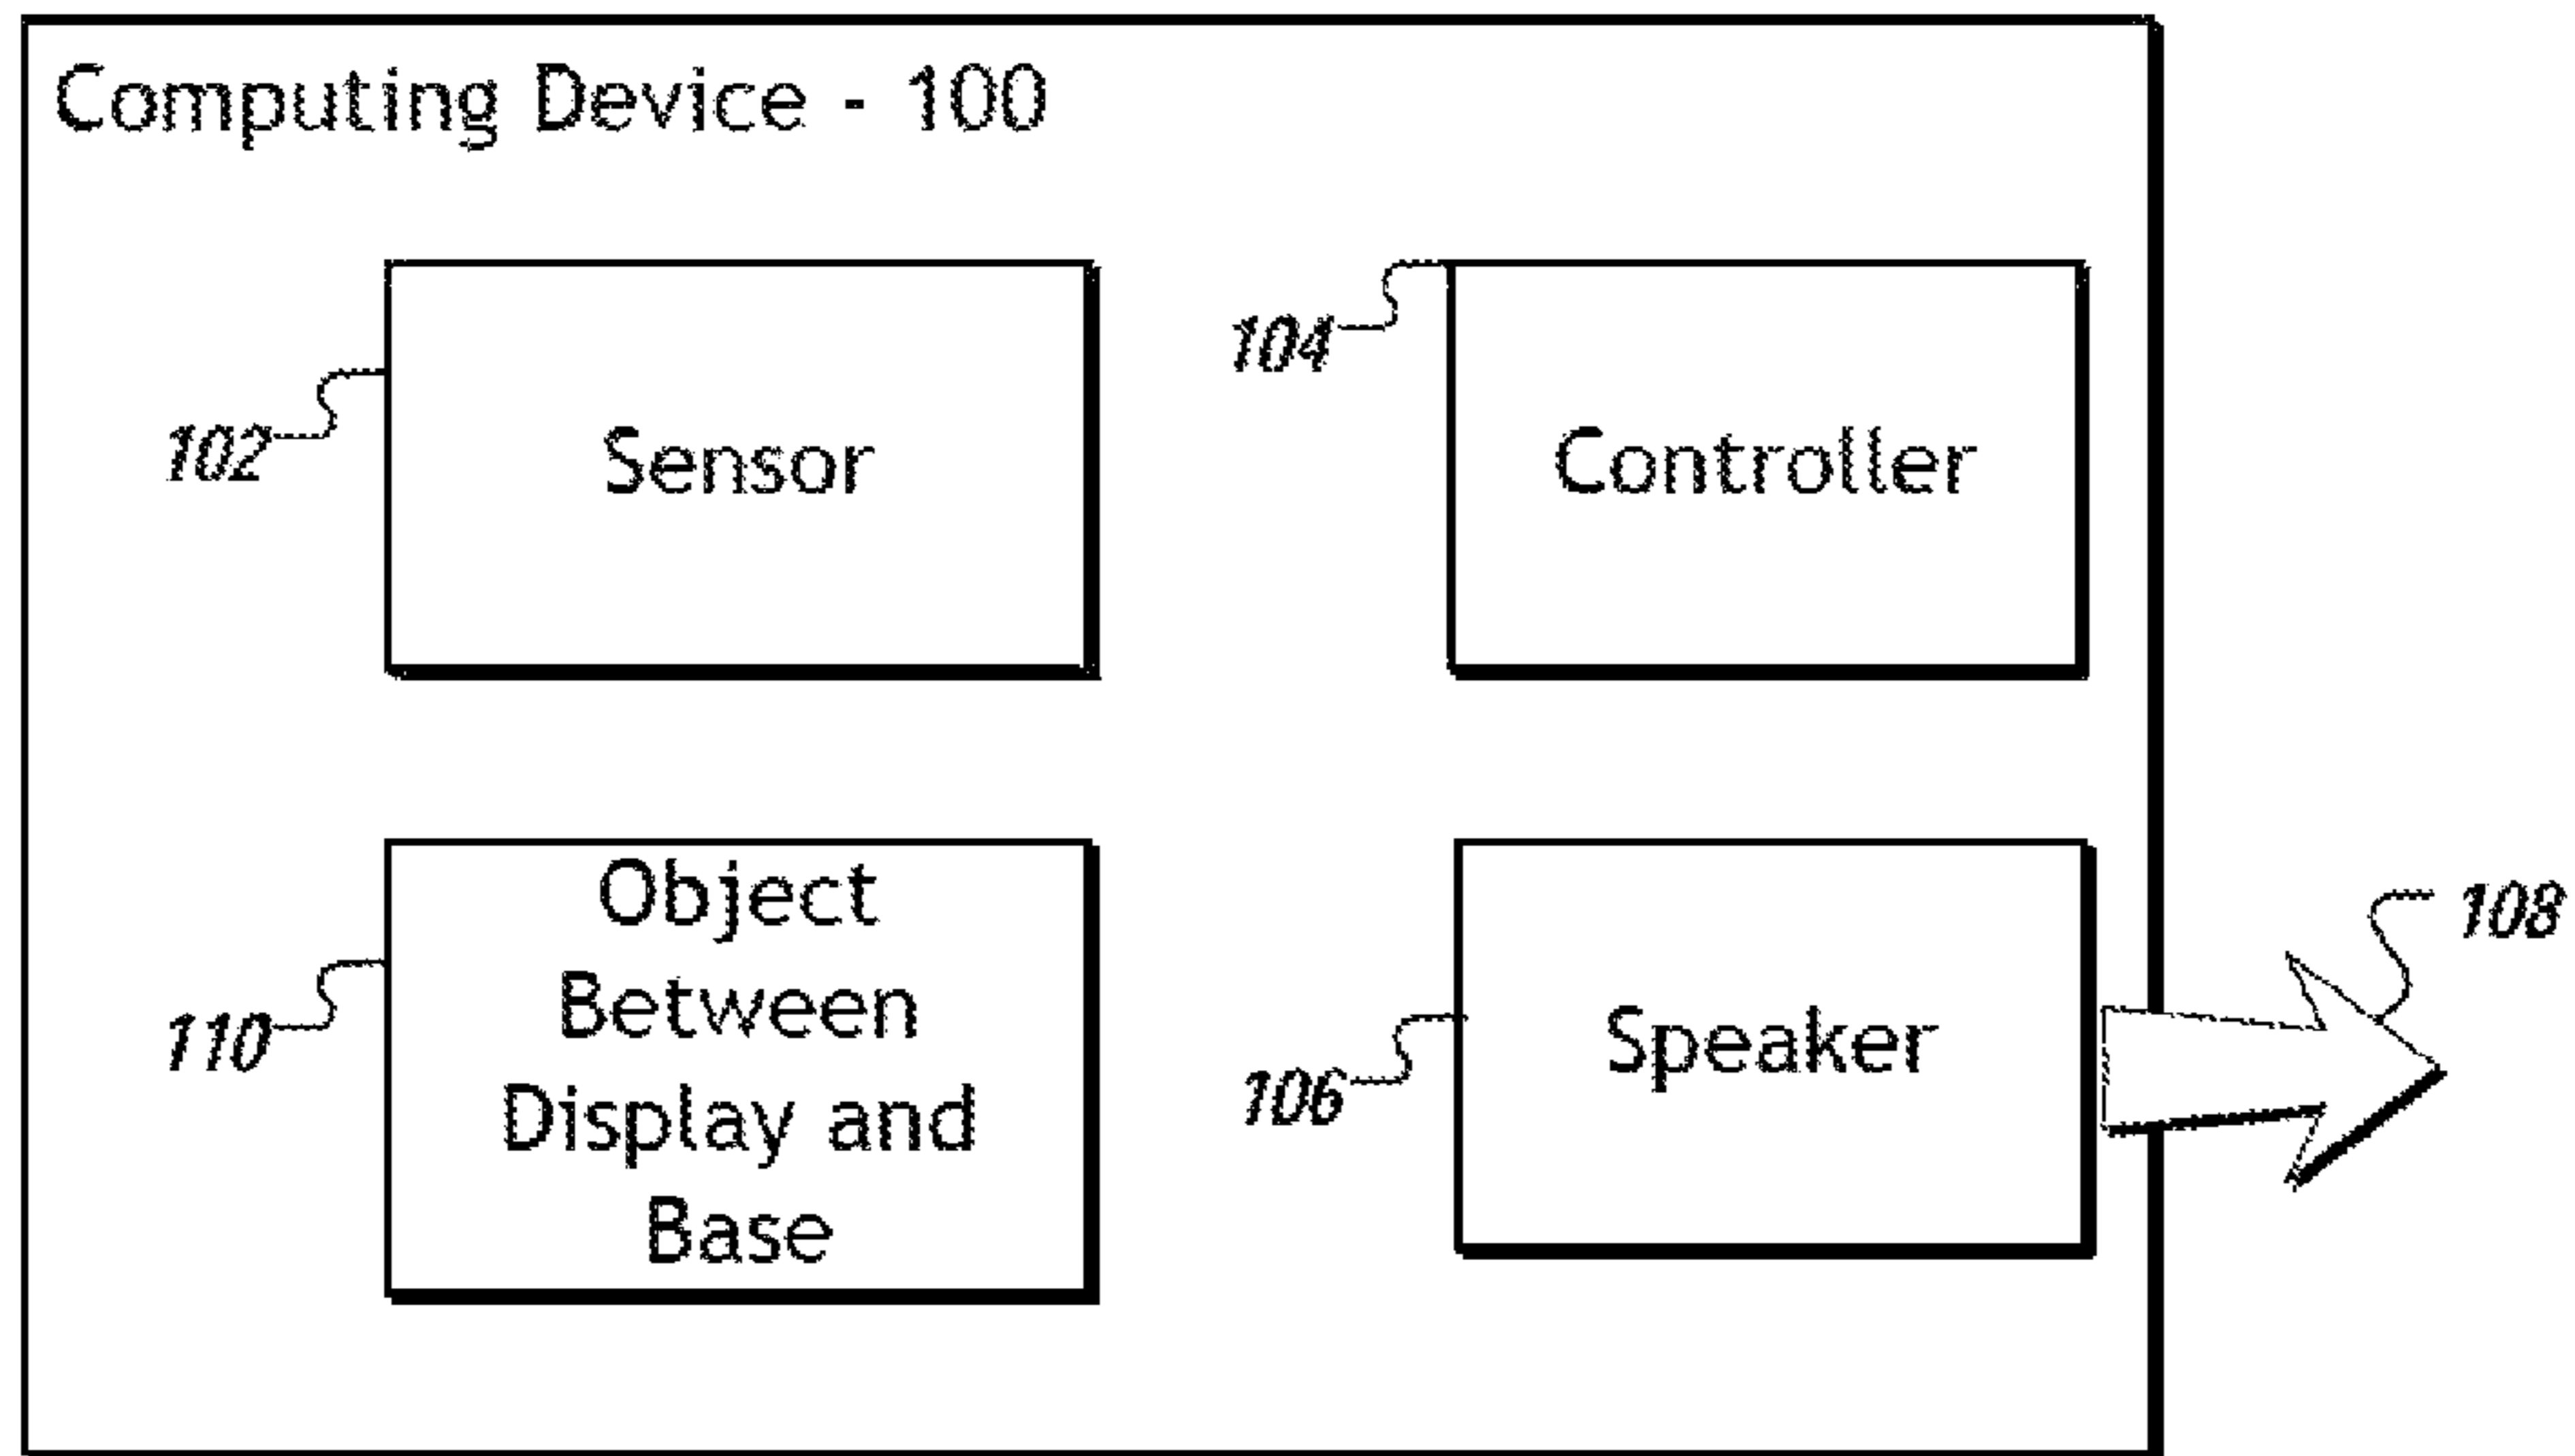 Computing Device - 100
104
Sensor
Controller
102
Object
Between
Display and
Base
108
110
Speaker
106